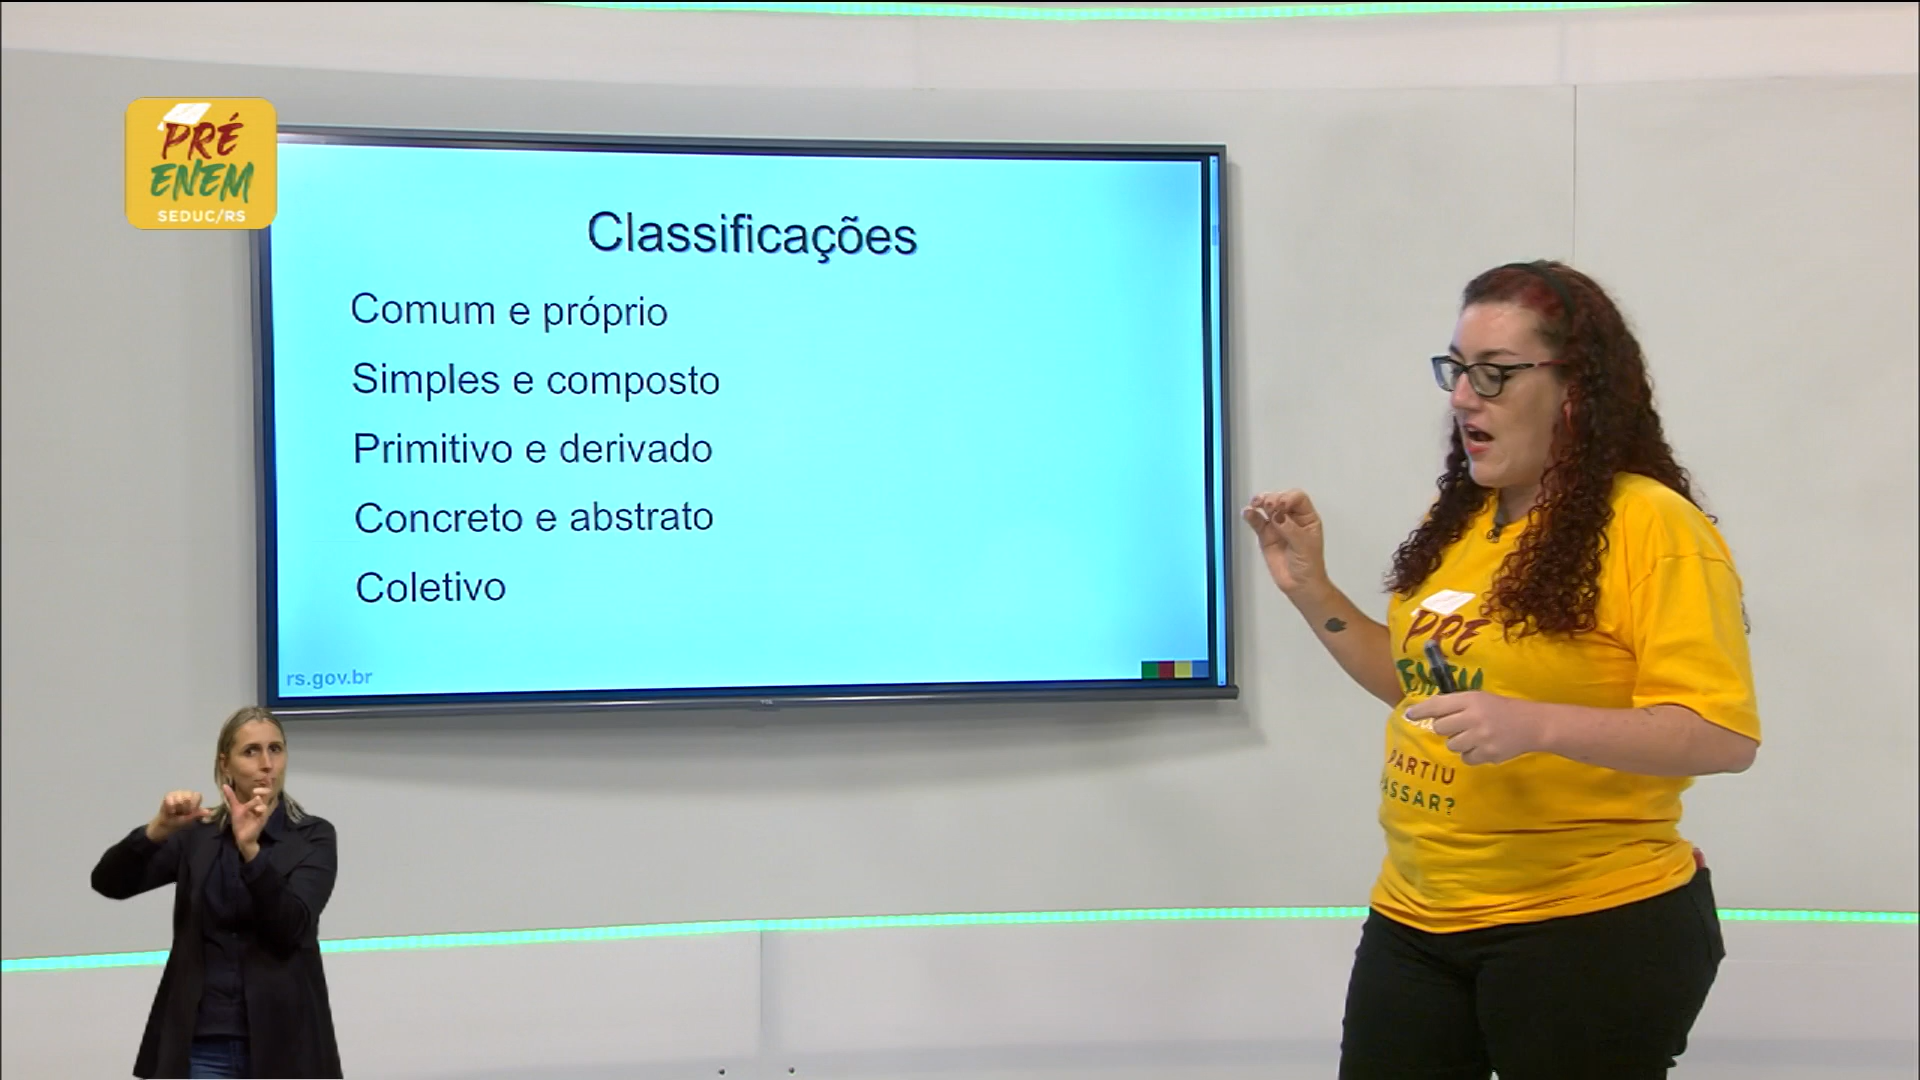 PRÉ
ENEM
SEDUC/RS
Classificações
Comum e próprio
Simples e composto
Primitivo e derivado
Concreto e abstrato
Coletivo
rs.gov.br
PRÉ
ENEM
PARTIU